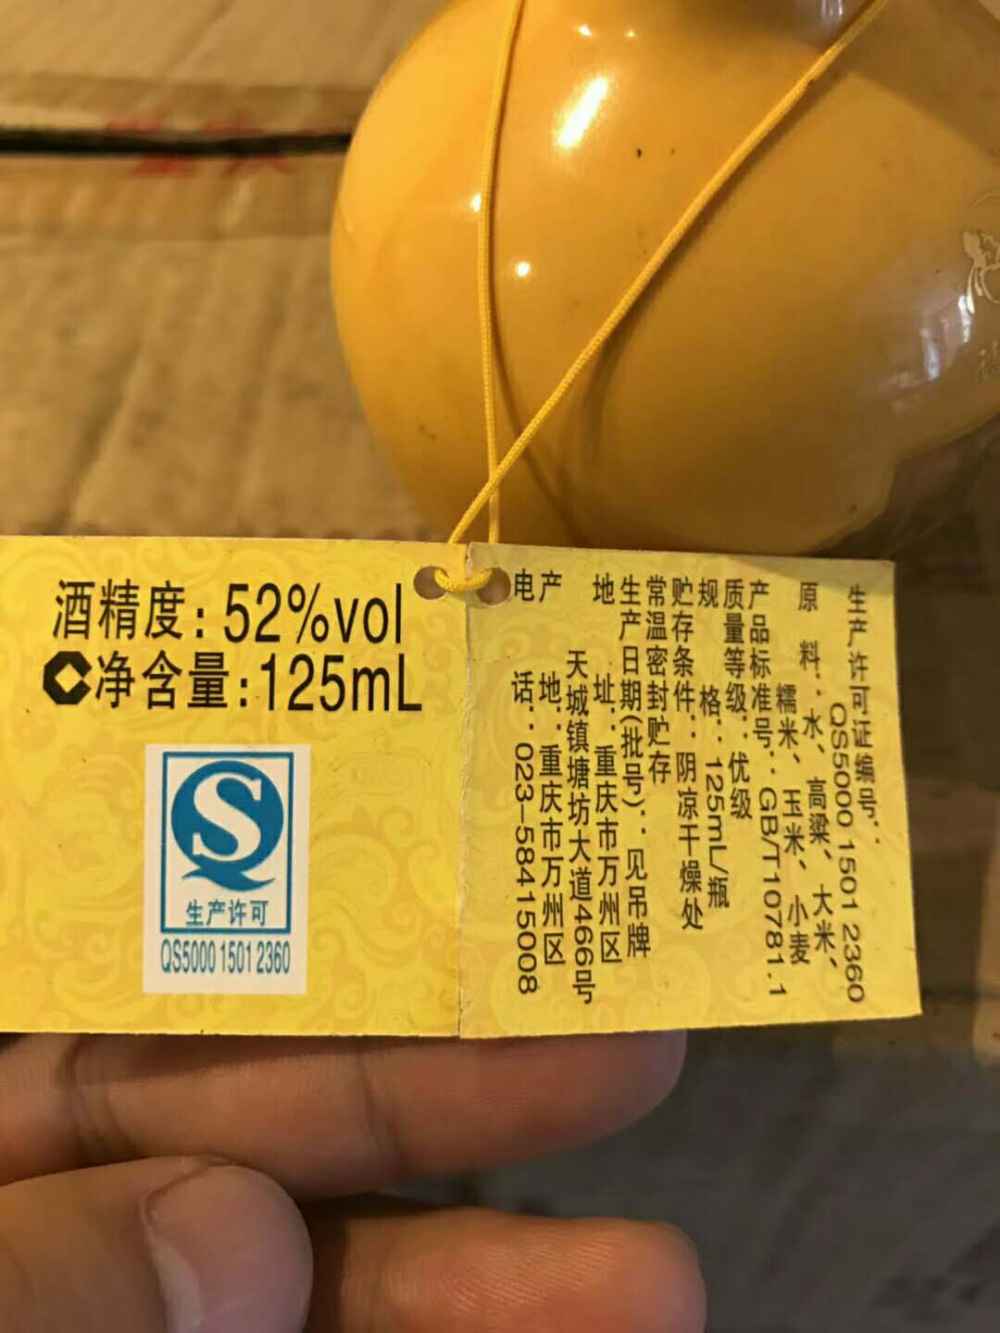 酒精度：52%vol
净含量：125mL
S
生产许可
QS5000 1501 2360
生产许可证编号：
QS5000 1501 2360
原料：水、高粱、大米、
糯米、玉米、小麦
产品标准号：GB/T10781.1
质量等级：优级
规格：125mL/瓶
贮存条件：阴凉干燥处
常温密封贮存
生产日期(批号)：见吊牌
地址：重庆市万州区
天城镇塘坊大道466号
产地：重庆市万州区
电话：023-58415008